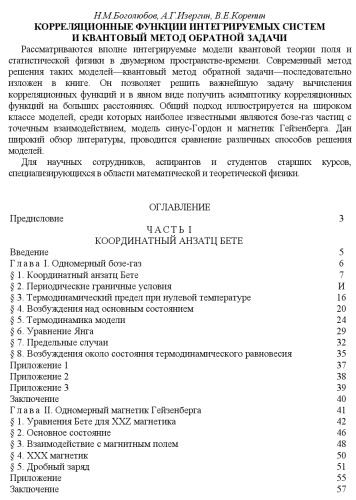 Н.М.Боголюбов, А.Г.Изергин, В.Е.Корепин
КОРРЕЛЯЦИОННЫЕ ФУНКЦИИ ИНТЕГРИРУЕМЫХ СИСТЕМ
И КВАНТОВЫЙ МЕТОД ОБРАТНОЙ ЗАДАЧИ
Рассматриваются вполне интегрируемые модели квантовой теории поля и
статистической физики в двумерном пространстве-времени. Современный метод
решения таких моделей—квантовый метод обратной задачи—последовательно
изложен в книге. Он позволяет решить важнейшую задачу вычисления
корреляционных функций и в явном виде получить асимптотику корреляционных
функций на больших расстояниях. Общий подход иллюстрируется на широком
классе моделей, среди которых наиболее известными являются бозе-газ частиц с
точечным взаимодействием, модель синус-Гордон и магнетик Гейзенберга. Дан
широкий обзор литературы, проводится сравнение различных способов решения
моделей.
Для научных сотрудников, аспирантов и студентов старших курсов,
специализирующихся в области математической и теоретической физики.
ОГЛАВЛЕНИЕ
Предисловие 3
ЧАСТЬ I
КООРДИНАТНЫЙ АНЗАТЦ БЕТЕ
Введение 5
Глава I. Одномерный бозе-газ 6
§ 1. Координатный анзатц Бете 7
§ 2. Периодические граничные условия И
§ 3. Термодинамический предел при нулевой температуре 16
§ 4. Возбуждения над основным состоянием 20
§ 5. Термодинамика модели 24
§ 6. Уравнение Янга 29
§ 7. Предельные случаи 32
§ 8. Возбуждения около состояния термодинамического равновесия 35
Приложение 1 37
Приложение 2 38
Приложение 3 39
Заключение 40
Глава II. Одномерный магнетик Гейзенберга 41
§ 1. Уравнения Бете для XXZ магнетика 42
§ 2. Основное состояние 46
§ 3. Взаимодействие с магнитным полем 48
§ 4. XXX магнетик 50
§ 5. Дробный заряд 51
Приложение 55
Заключение 57